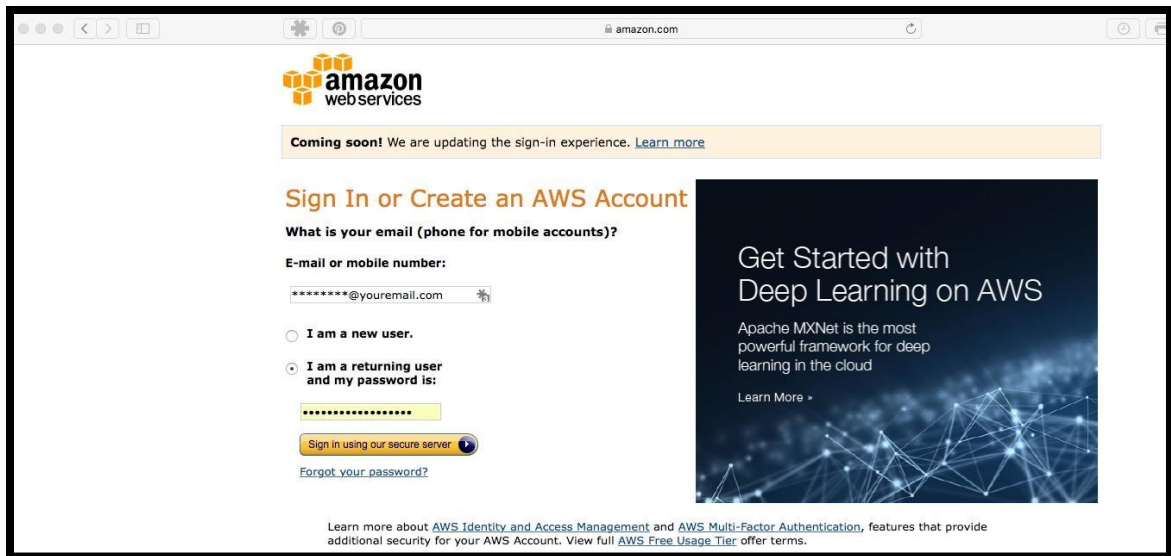 amazon.com
amazon
webservices
Coming soon! We are updating the sign-in experience. Learn more
Sign In or Create an AWS Account
What is your email (phone for mobile accounts)?
E-mail or mobile number:
********@youremail.com
I am a new user.
I am a returning user
and my password is:
••••••••••••••••••
Sign in using our secure server
Forgot your password?
Get Started with
Deep Learning on AWS
Apache MXNet is the most
powerful framework for deep
learning in the cloud
Learn More »
Learn more about AWS Identity and Access Management and AWS Multi-Factor Authentication, features that provide
additional security for your AWS Account. View full AWS Free Usage Tier offer terms.